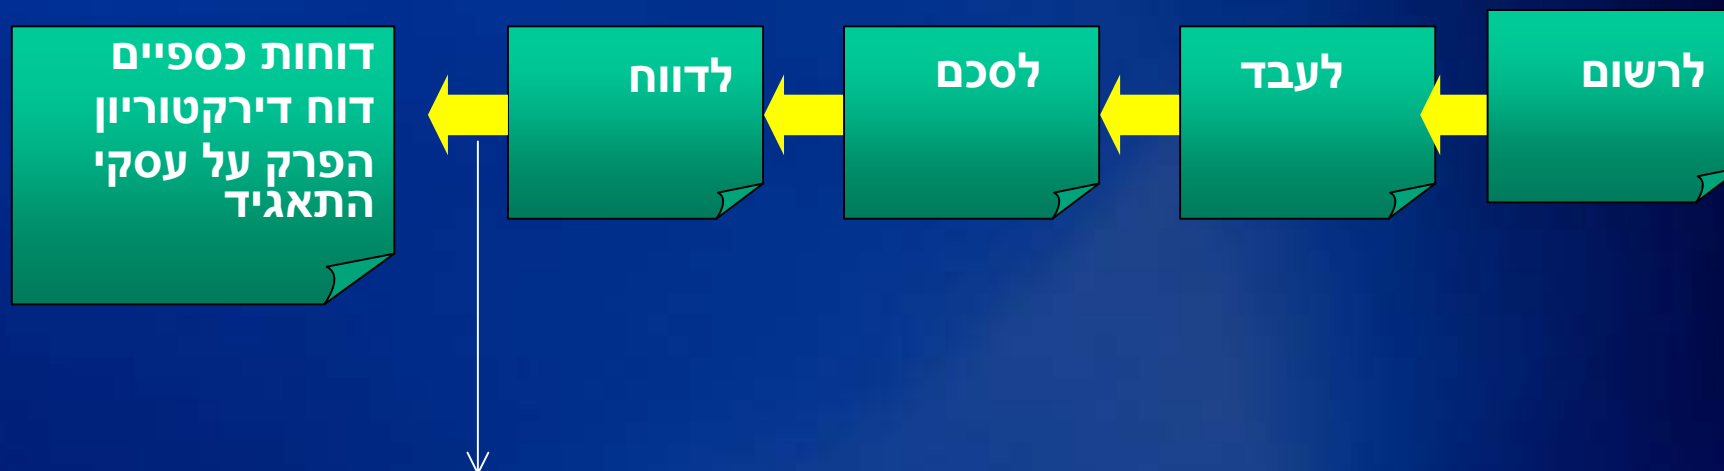 לרשום
לעבד
לסכם
לדווח
דוחות כספיים
דוח דירקטוריון
הפרק על עסקי
התאגיד